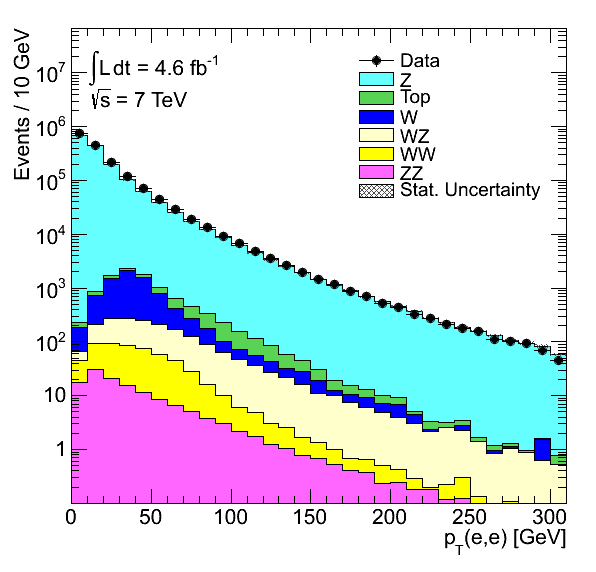 Events / 10 GeV
∫L dt = 4.6 fb⁻¹
√s = 7 TeV
Data
Z
Top
W
WZ
WW
ZZ
Stat. Uncertainty
10⁷
10⁶
10⁵
10⁴
10³
10²
10
1
0 50 100 150 200 250 300
p_T(e,e) [GeV]